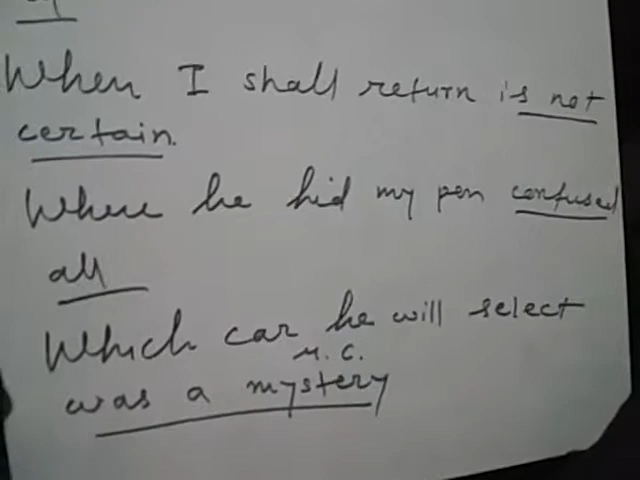 When I shall return is not
certain.
Where he hid my pen confused
all
Which car he will select
M.C.
was a mystery